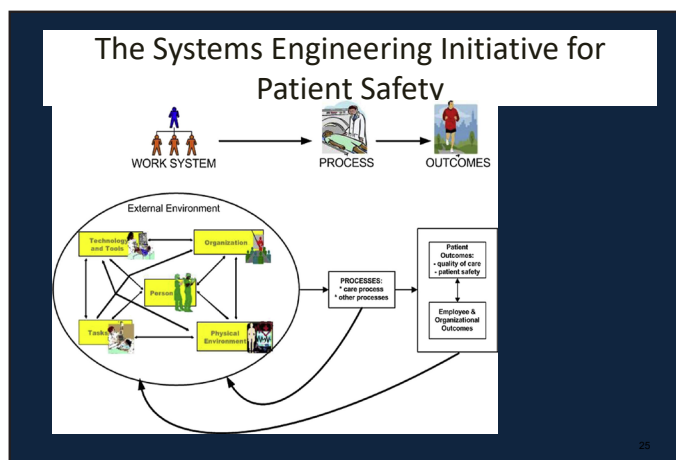 The Systems Engineering Initiative for
Patient Safety
WORK SYSTEM
PROCESS
OUTCOMES
External Environment
Technology
and Tools
Organization
Person
Tasks
Physical
Environment
PROCESSES:
* care process
* other processes
Patient
Outcomes:
- quality of care
- patient safety
Employee &
Organizational
Outcomes
25